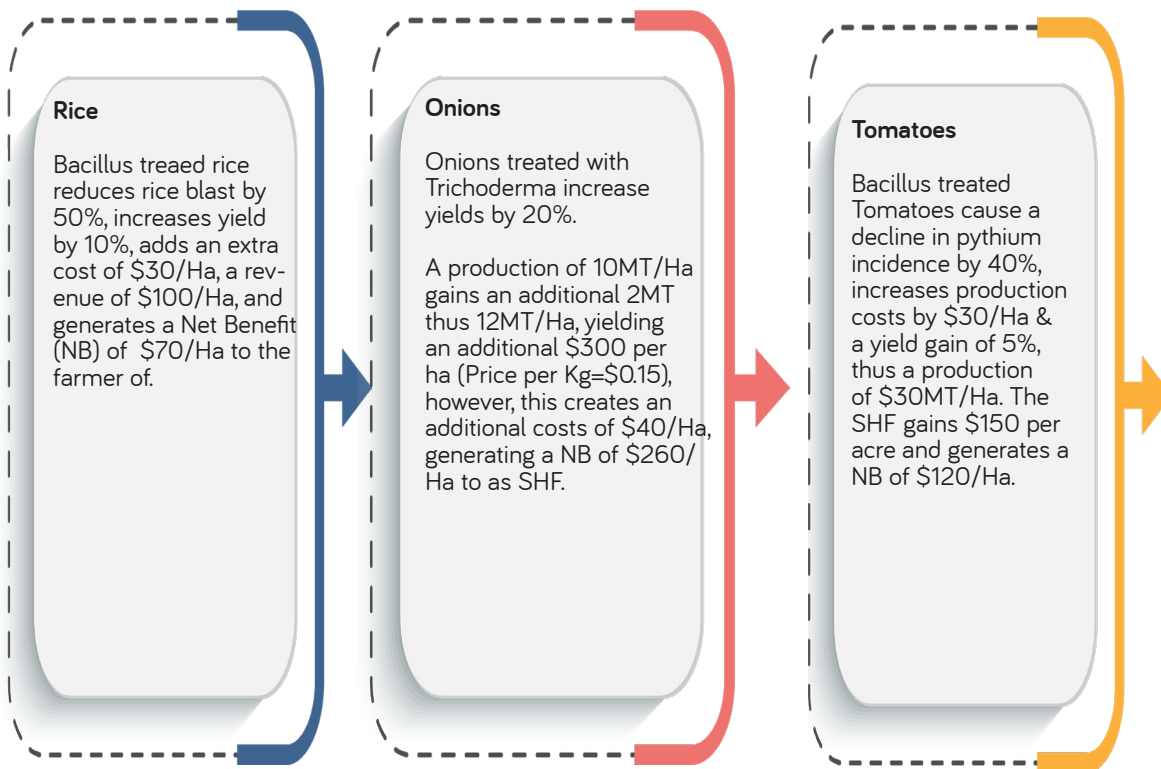 Rice
Bacillus treaed rice
reduces rice blast by
50%, increases yield
by 10%, adds an extra
cost of $30/Ha, a rev-
enue of $100/Ha, and
generates a Net Benefit
(NB) of $70/Ha to the
farmer of.
Onions
Onions treated with
Trichoderma increase
yields by 20%.
A production of 10MT/Ha
gains an additional 2MT
thus 12MT/Ha, yielding
an additional $300 per
ha (Price per Kg=$0.15),
however, this creates an
additional costs of $40/Ha,
generating a NB of $260/
Ha to as SHF.
Tomatoes
Bacillus treated
Tomatoes cause a
decline in pythium
incidence by 40%,
increases production
costs by $30/Ha &
a yield gain of 5%,
thus a production
of $30MT/Ha. The
SHF gains $150 per
acre and generates a
NB of $120/Ha.